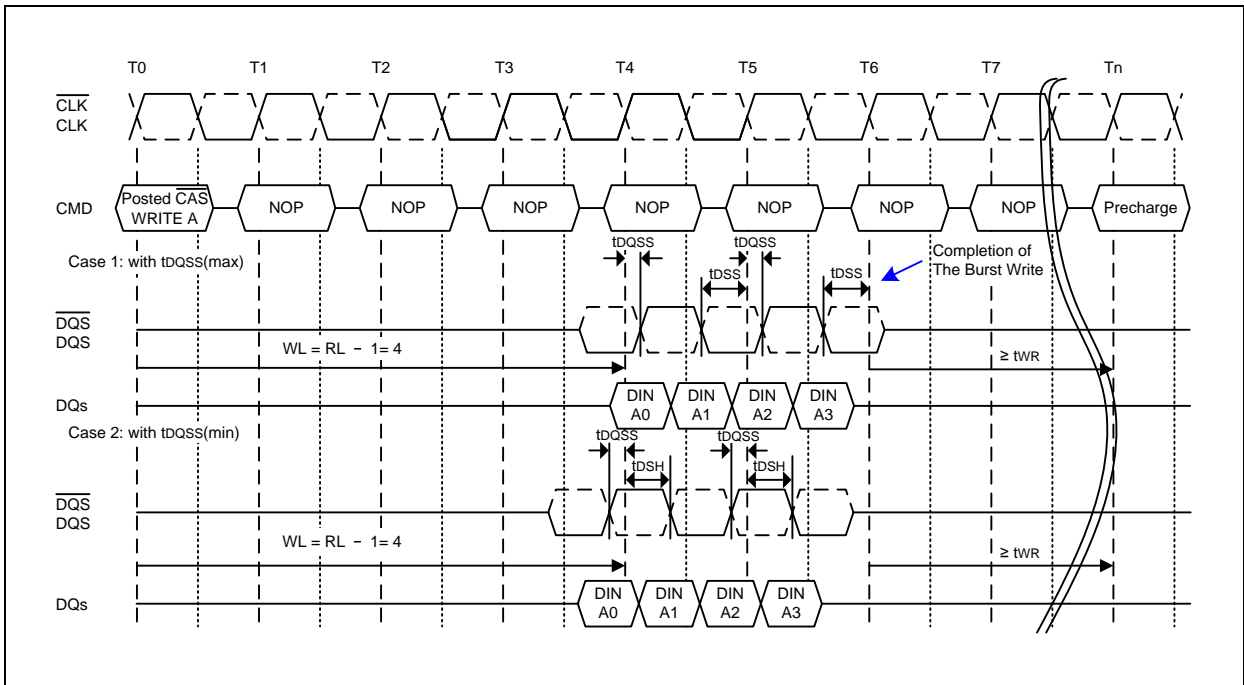 T0 T1 T2 T3 T4 T5 T6 T7 Tn
CLK
CLK
Posted CAS
WRITE A
CMD NOP NOP NOP NOP NOP NOP NOP Precharge
Case 1: with tDQSS(max)
tDQSS tDQSS
Completion of
The Burst Write
tDSS tDSS
DQS
DQS
WL = RL - 1= 4
≥ tWR
DQs
DIN DIN DIN DIN
A0 A1 A2 A3
Case 2: with tDQSS(min)
tDQSS tDQSS
tDSH tDSH
DQS
DQS
WL = RL - 1= 4
≥ tWR
DQs
DIN DIN DIN DIN
A0 A1 A2 A3